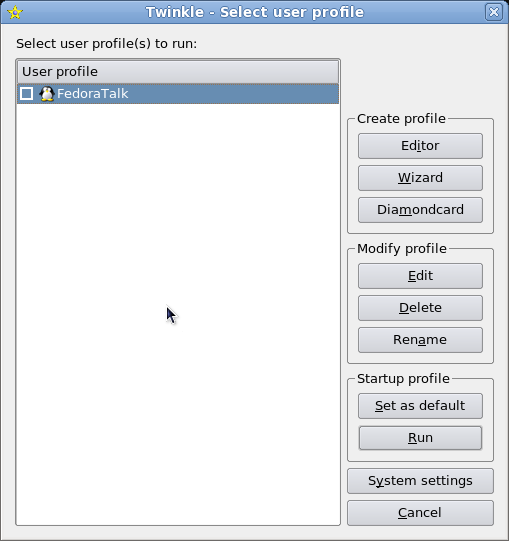 Twinkle - Select user profile
Select user profile(s) to run:
User profile
FedoraTalk
Create profile
Editor
Wizard
Diamondcard
Modify profile
Edit
Delete
Rename
Startup profile
Set as default
Run
System settings
Cancel